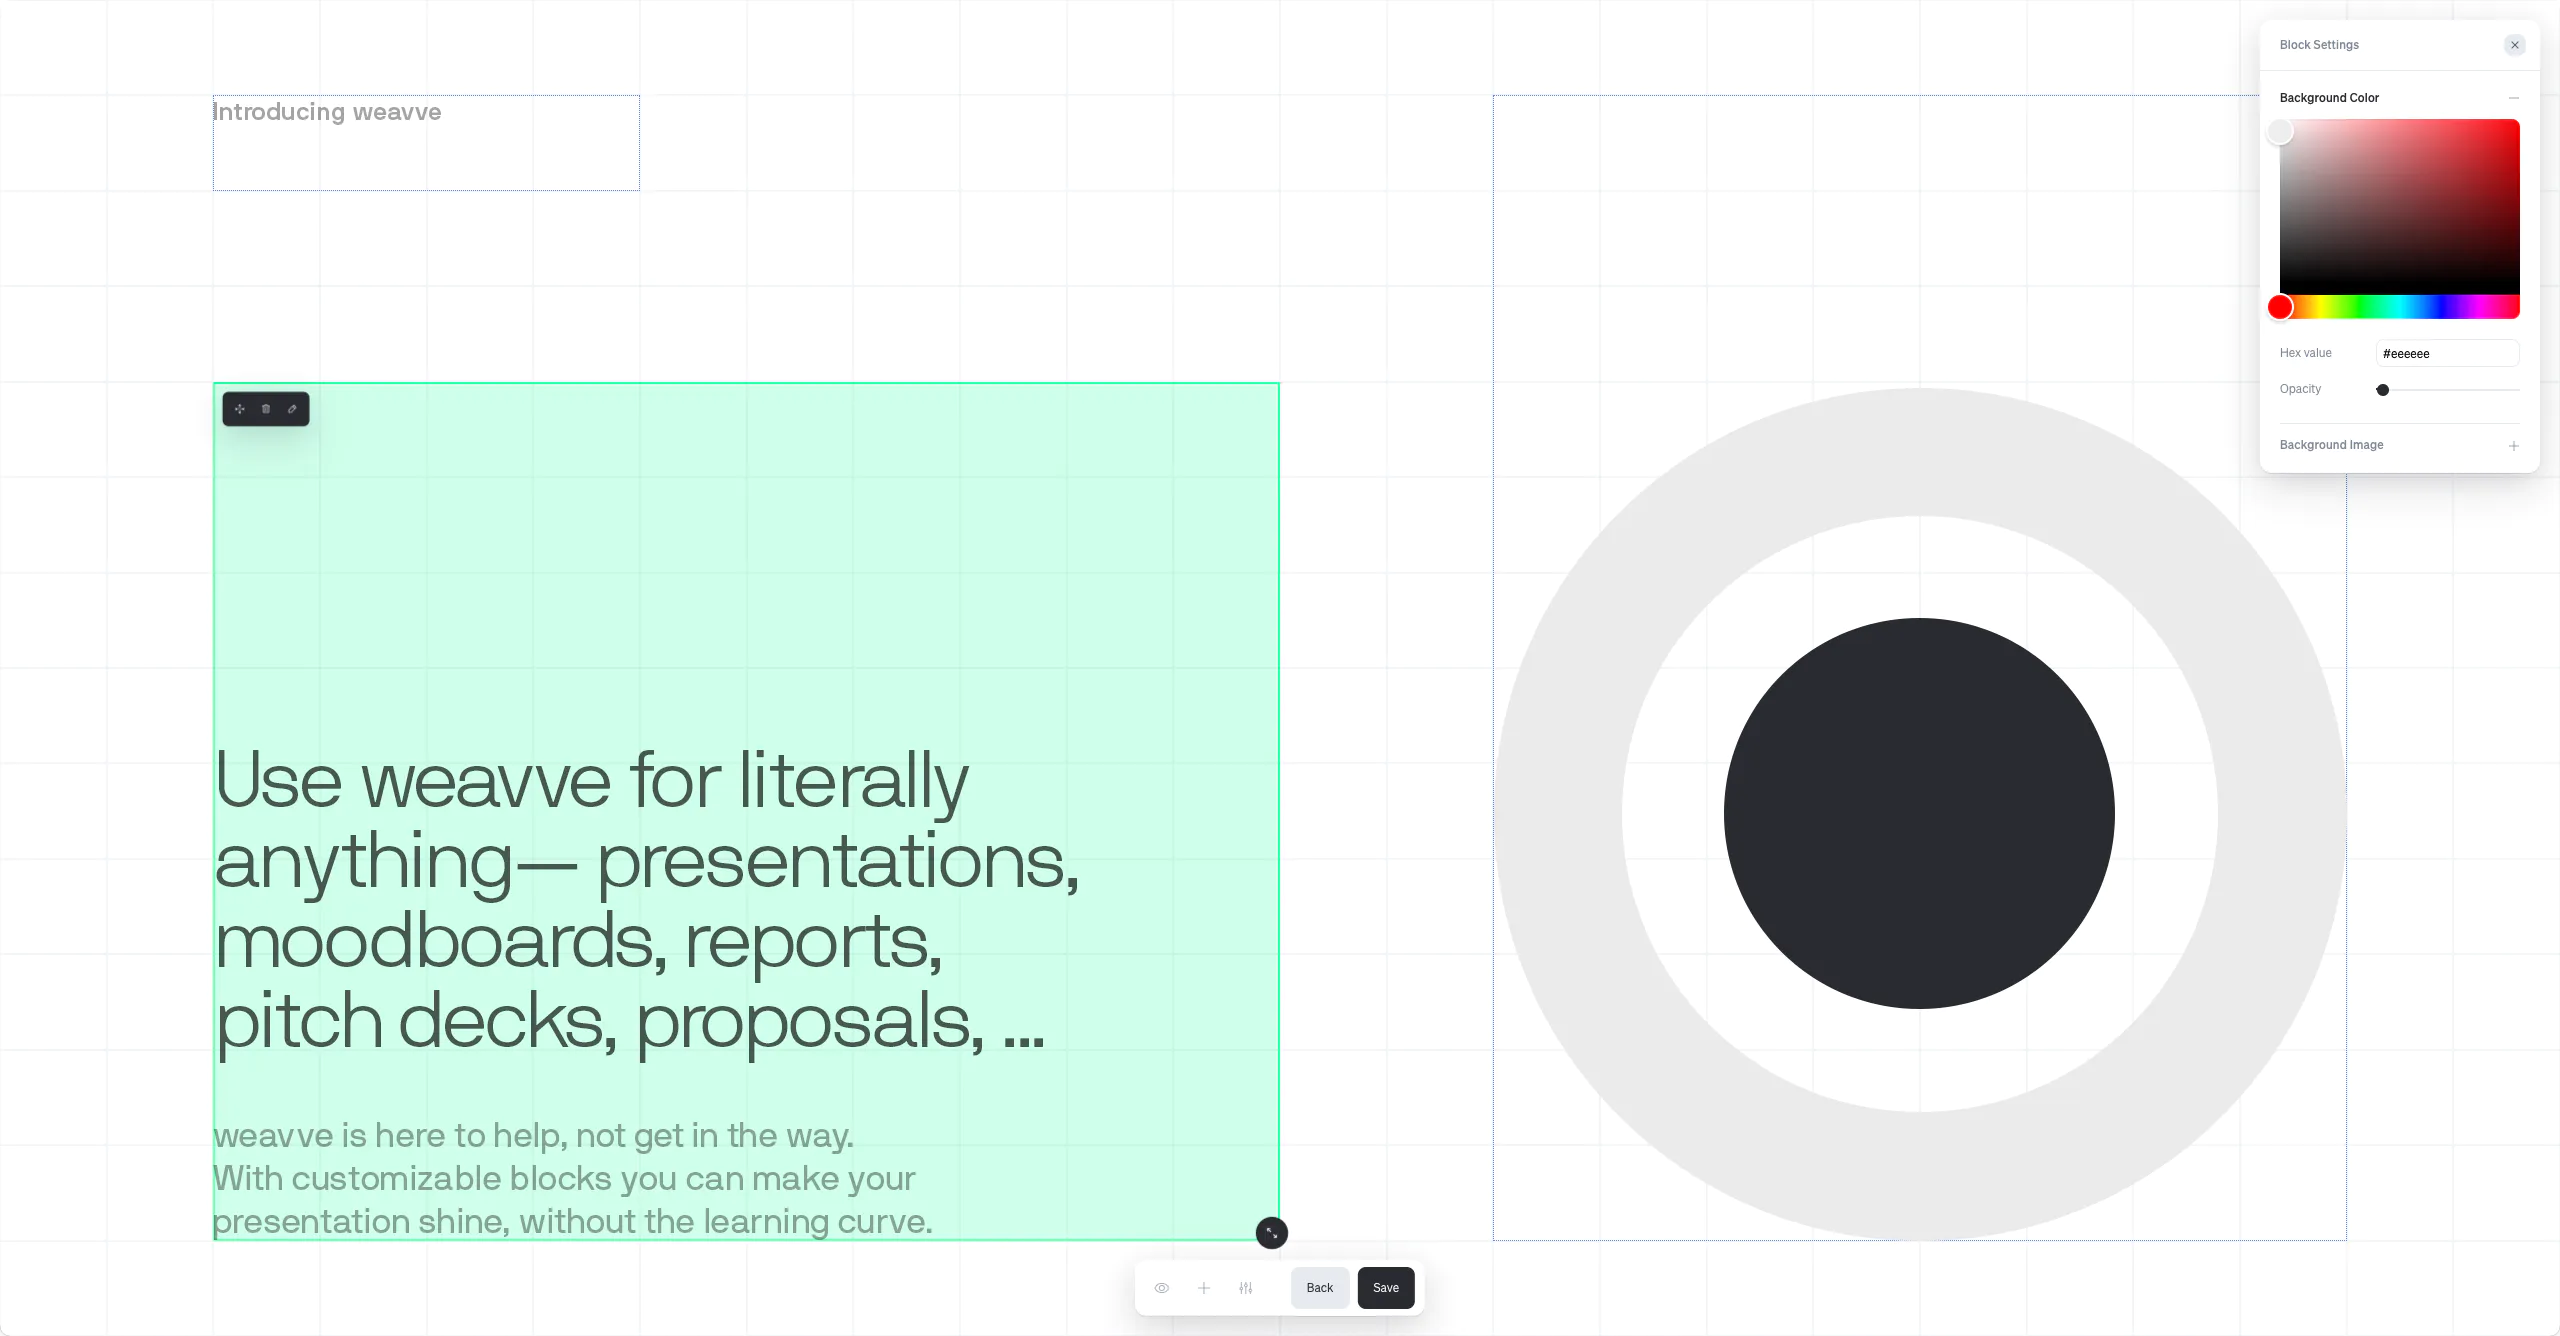 Introducing weavve
Use weavve for literally
anything— presentations,
moodboards, reports,
pitch decks, proposals, ...
weavve is here to help, not get in the way.
With customizable blocks you can make your
presentation shine, without the learning curve.
Block Settings
Background Color
Hex value #eeeeee
Opacity
Background Image
Back Save